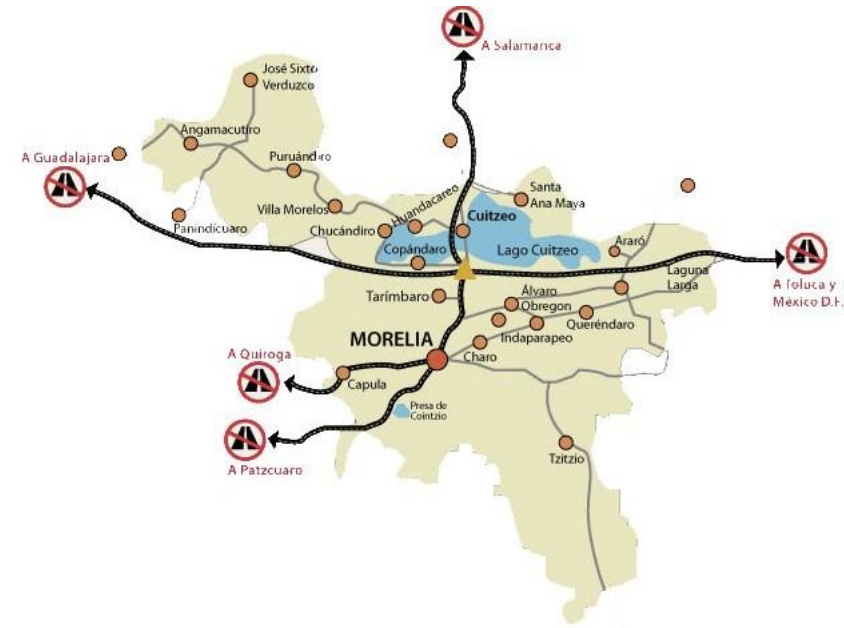 A Salamanca
José Sixto
Verduzco
Angamacutiro
A Guadalajara
Puruándiro
Santa
Ana Maya
Huandacareo
Villa Morelos
Cuitzeo
Panindícuaro
Chucándiro
Araró
Copándaro
Lago Cuitzeo
Laguna
Larga
A Toluca y
México D.F.
Tarímbaro
Álvaro
Obregon
Queréndaro
Indaparapeo
MORELIA
Charo
A Quiroga
Capula
Presa de
Cointzio
Tzitzio
A Patzcuaro